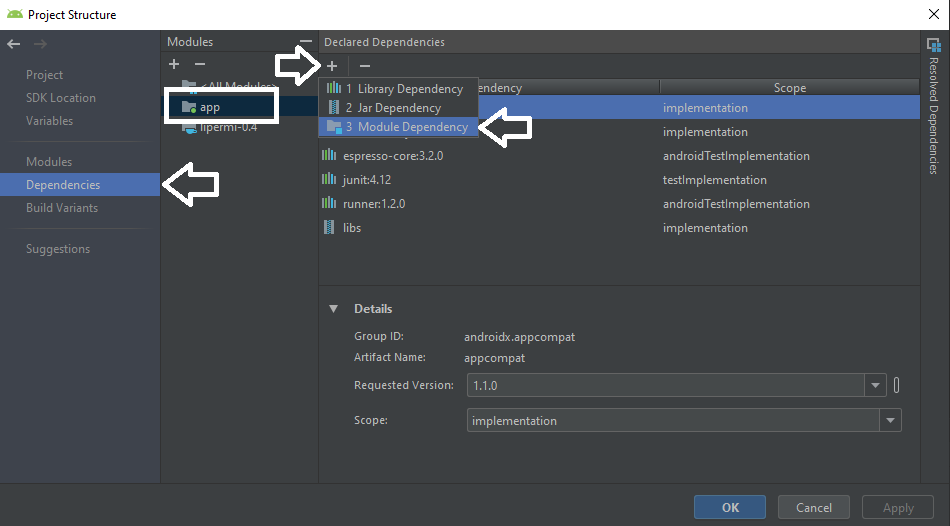 Project Structure
Project
SDK Location
Variables
Modules
Dependencies
Build Variants
Suggestions
Modules
<All Modules>
app
lipermi-0.4
Declared Dependencies
1 Library Dependency
2 Jar Dependency
3 Module Dependency
endency Scope
implementation
implementation
espresso-core:3.2.0 androidTestImplementation
junit:4.12 testImplementation
runner:1.2.0 androidTestImplementation
libs implementation
Details
Group ID: androidx.appcompat
Artifact Name: appcompat
Requested Version: 1.1.0
Scope: implementation
Resolved Dependencies
OK Cancel Apply